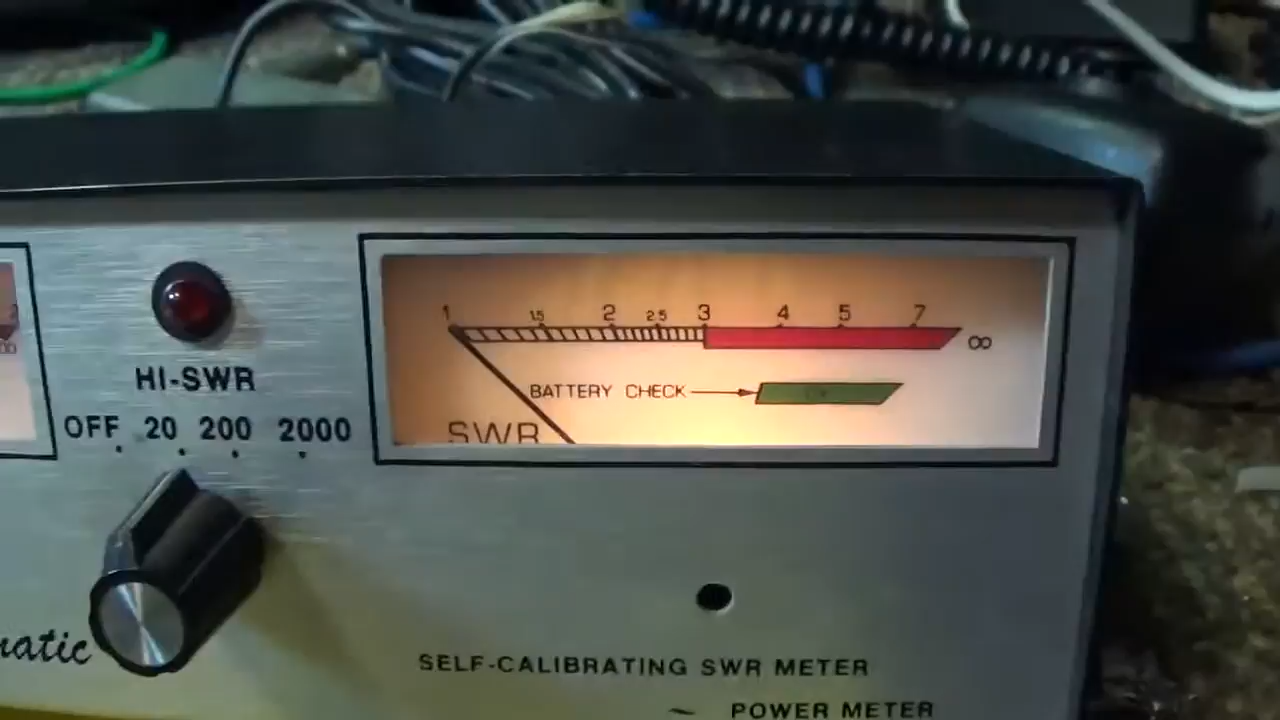 1 1.5 2 2.5 3 4 5 7 ∞
HI-SWR
BATTERY CHECK
OFF 20 200 2000
SWR
matic
SELF-CALIBRATING SWR METER
POWER METER